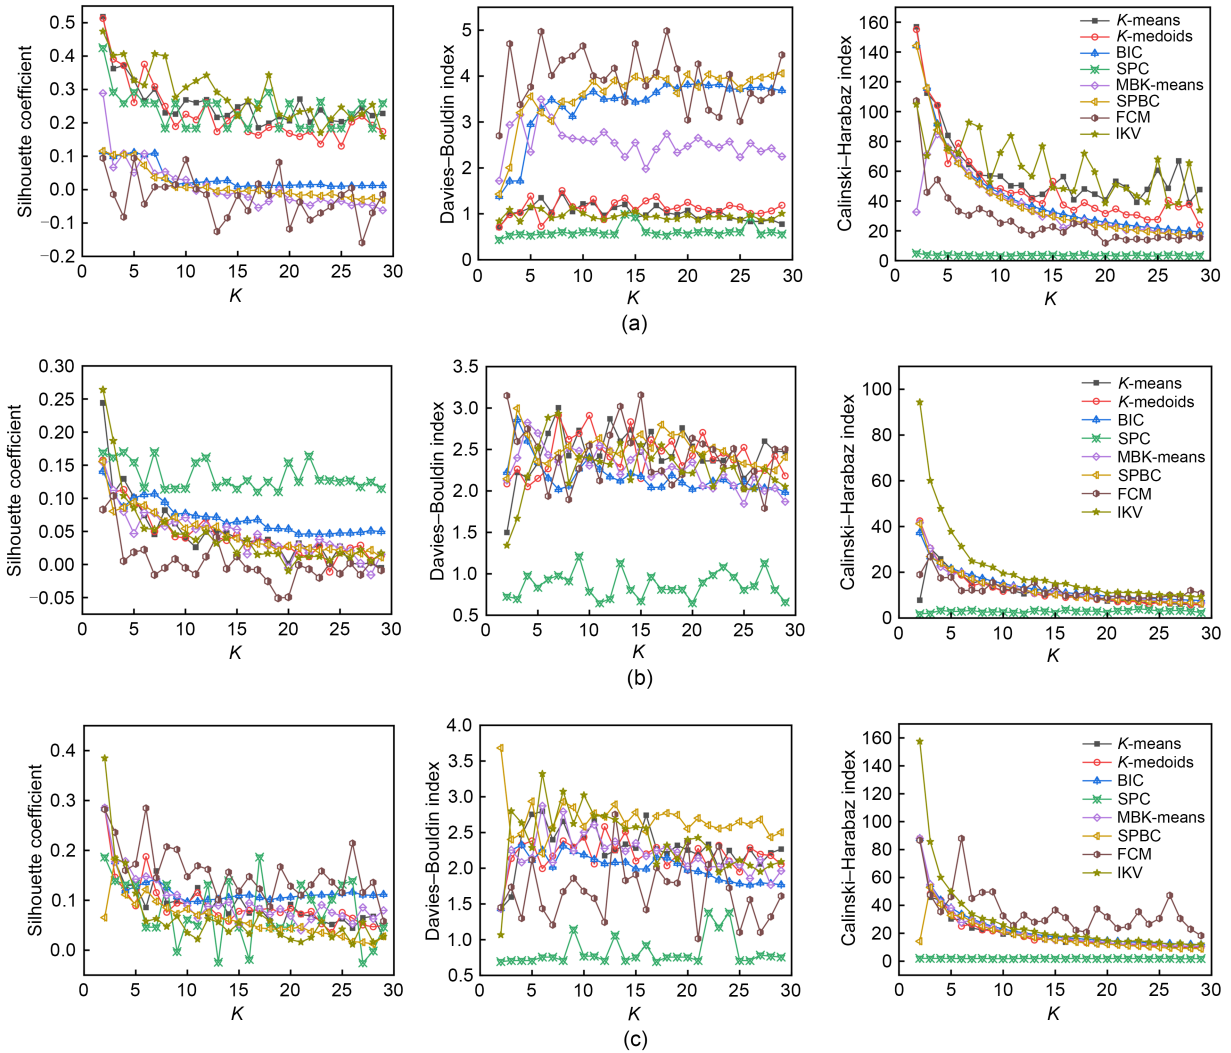 Silhouette coefficient
0.5
0.4
0.3
0.2
0.1
0.0
−0.1
−0.2
0 5 10 15 20 25 30
K
Davies–Bouldin index
5
4
3
2
1
0
0 5 10 15 20 25 30
K
Calinski–Harabaz index
160
140
120
100
80
60
40
20
0
0 5 10 15 20 25 30
K
K-means
K-medoids
BIC
SPC
MBK-means
SPBC
FCM
IKV
(a)
Silhouette coefficient
0.30
0.25
0.20
0.15
0.10
0.05
0.00
−0.05
0 5 10 15 20 25 30
K
Davies–Bouldin index
3.5
3.0
2.5
2.0
1.5
1.0
0.5
0 5 10 15 20 25 30
K
Calinski–Harabaz index
100
80
60
40
20
0
0 5 10 15 20 25 30
K
K-means
K-medoids
BIC
SPC
MBK-means
SPBC
FCM
IKV
(b)
Silhouette coefficient
0.4
0.3
0.2
0.1
0.0
0 5 10 15 20 25 30
K
Davies–Bouldin index
4.0
3.5
3.0
2.5
2.0
1.5
1.0
0.5
0 5 10 15 20 25 30
K
Calinski–Harabaz index
160
140
120
100
80
60
40
20
0
0 5 10 15 20 25 30
K
K-means
K-medoids
BIC
SPC
MBK-means
SPBC
FCM
IKV
(c)